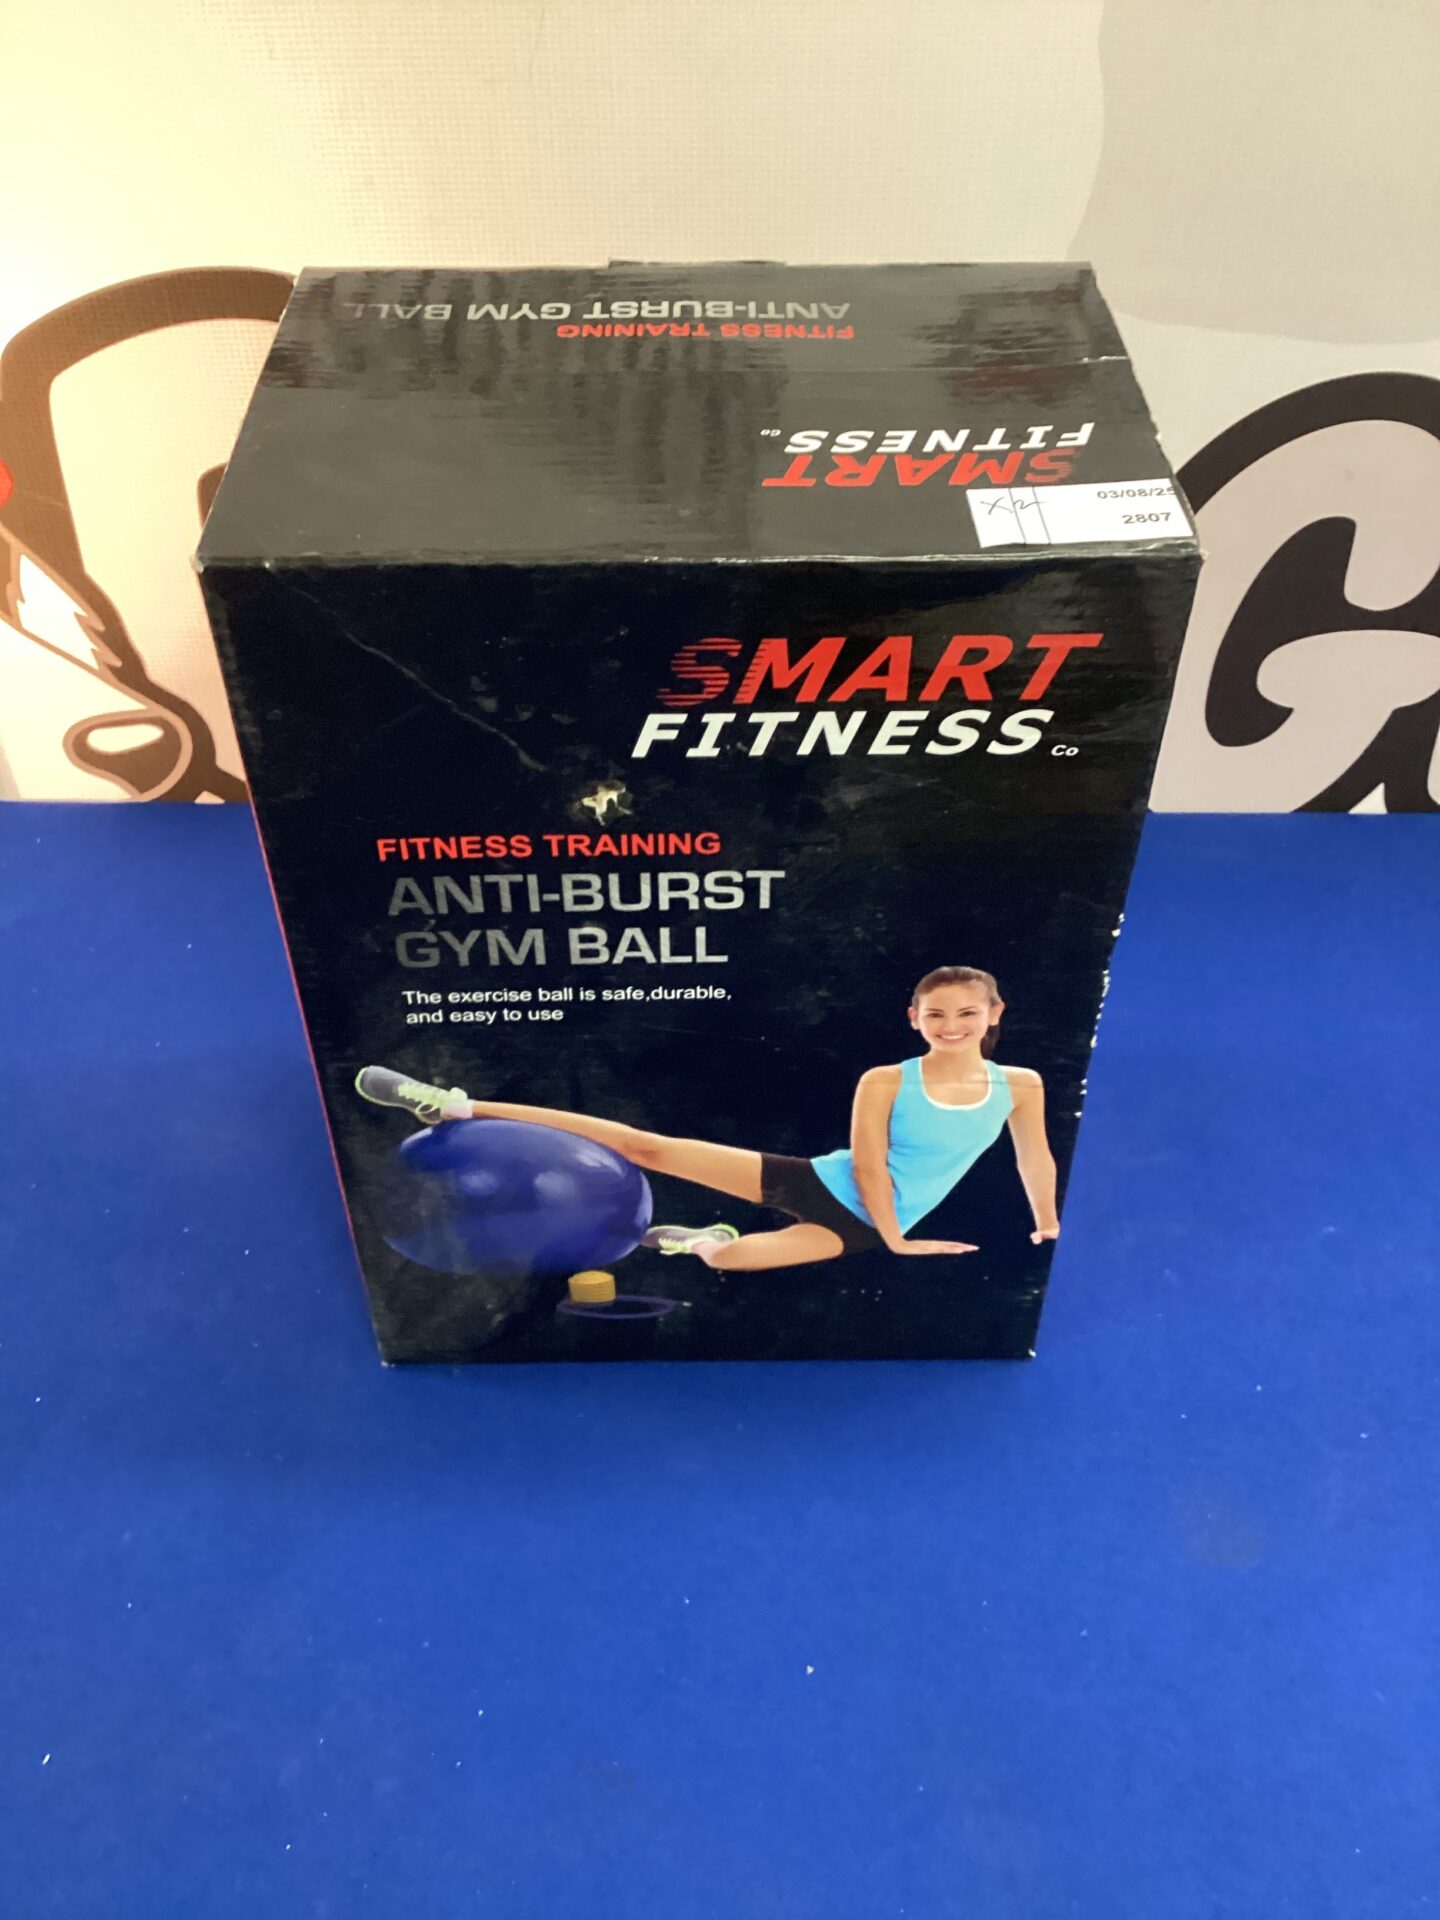 ANTI-BURST GYM BALL
FITNESS TRAINING
SMART
FITNESS Co
X2
03/08/25
2807
SMART
FITNESS Co
FITNESS TRAINING
ANTI-BURST
GYM BALL
The exercise ball is safe,durable,
and easy to use